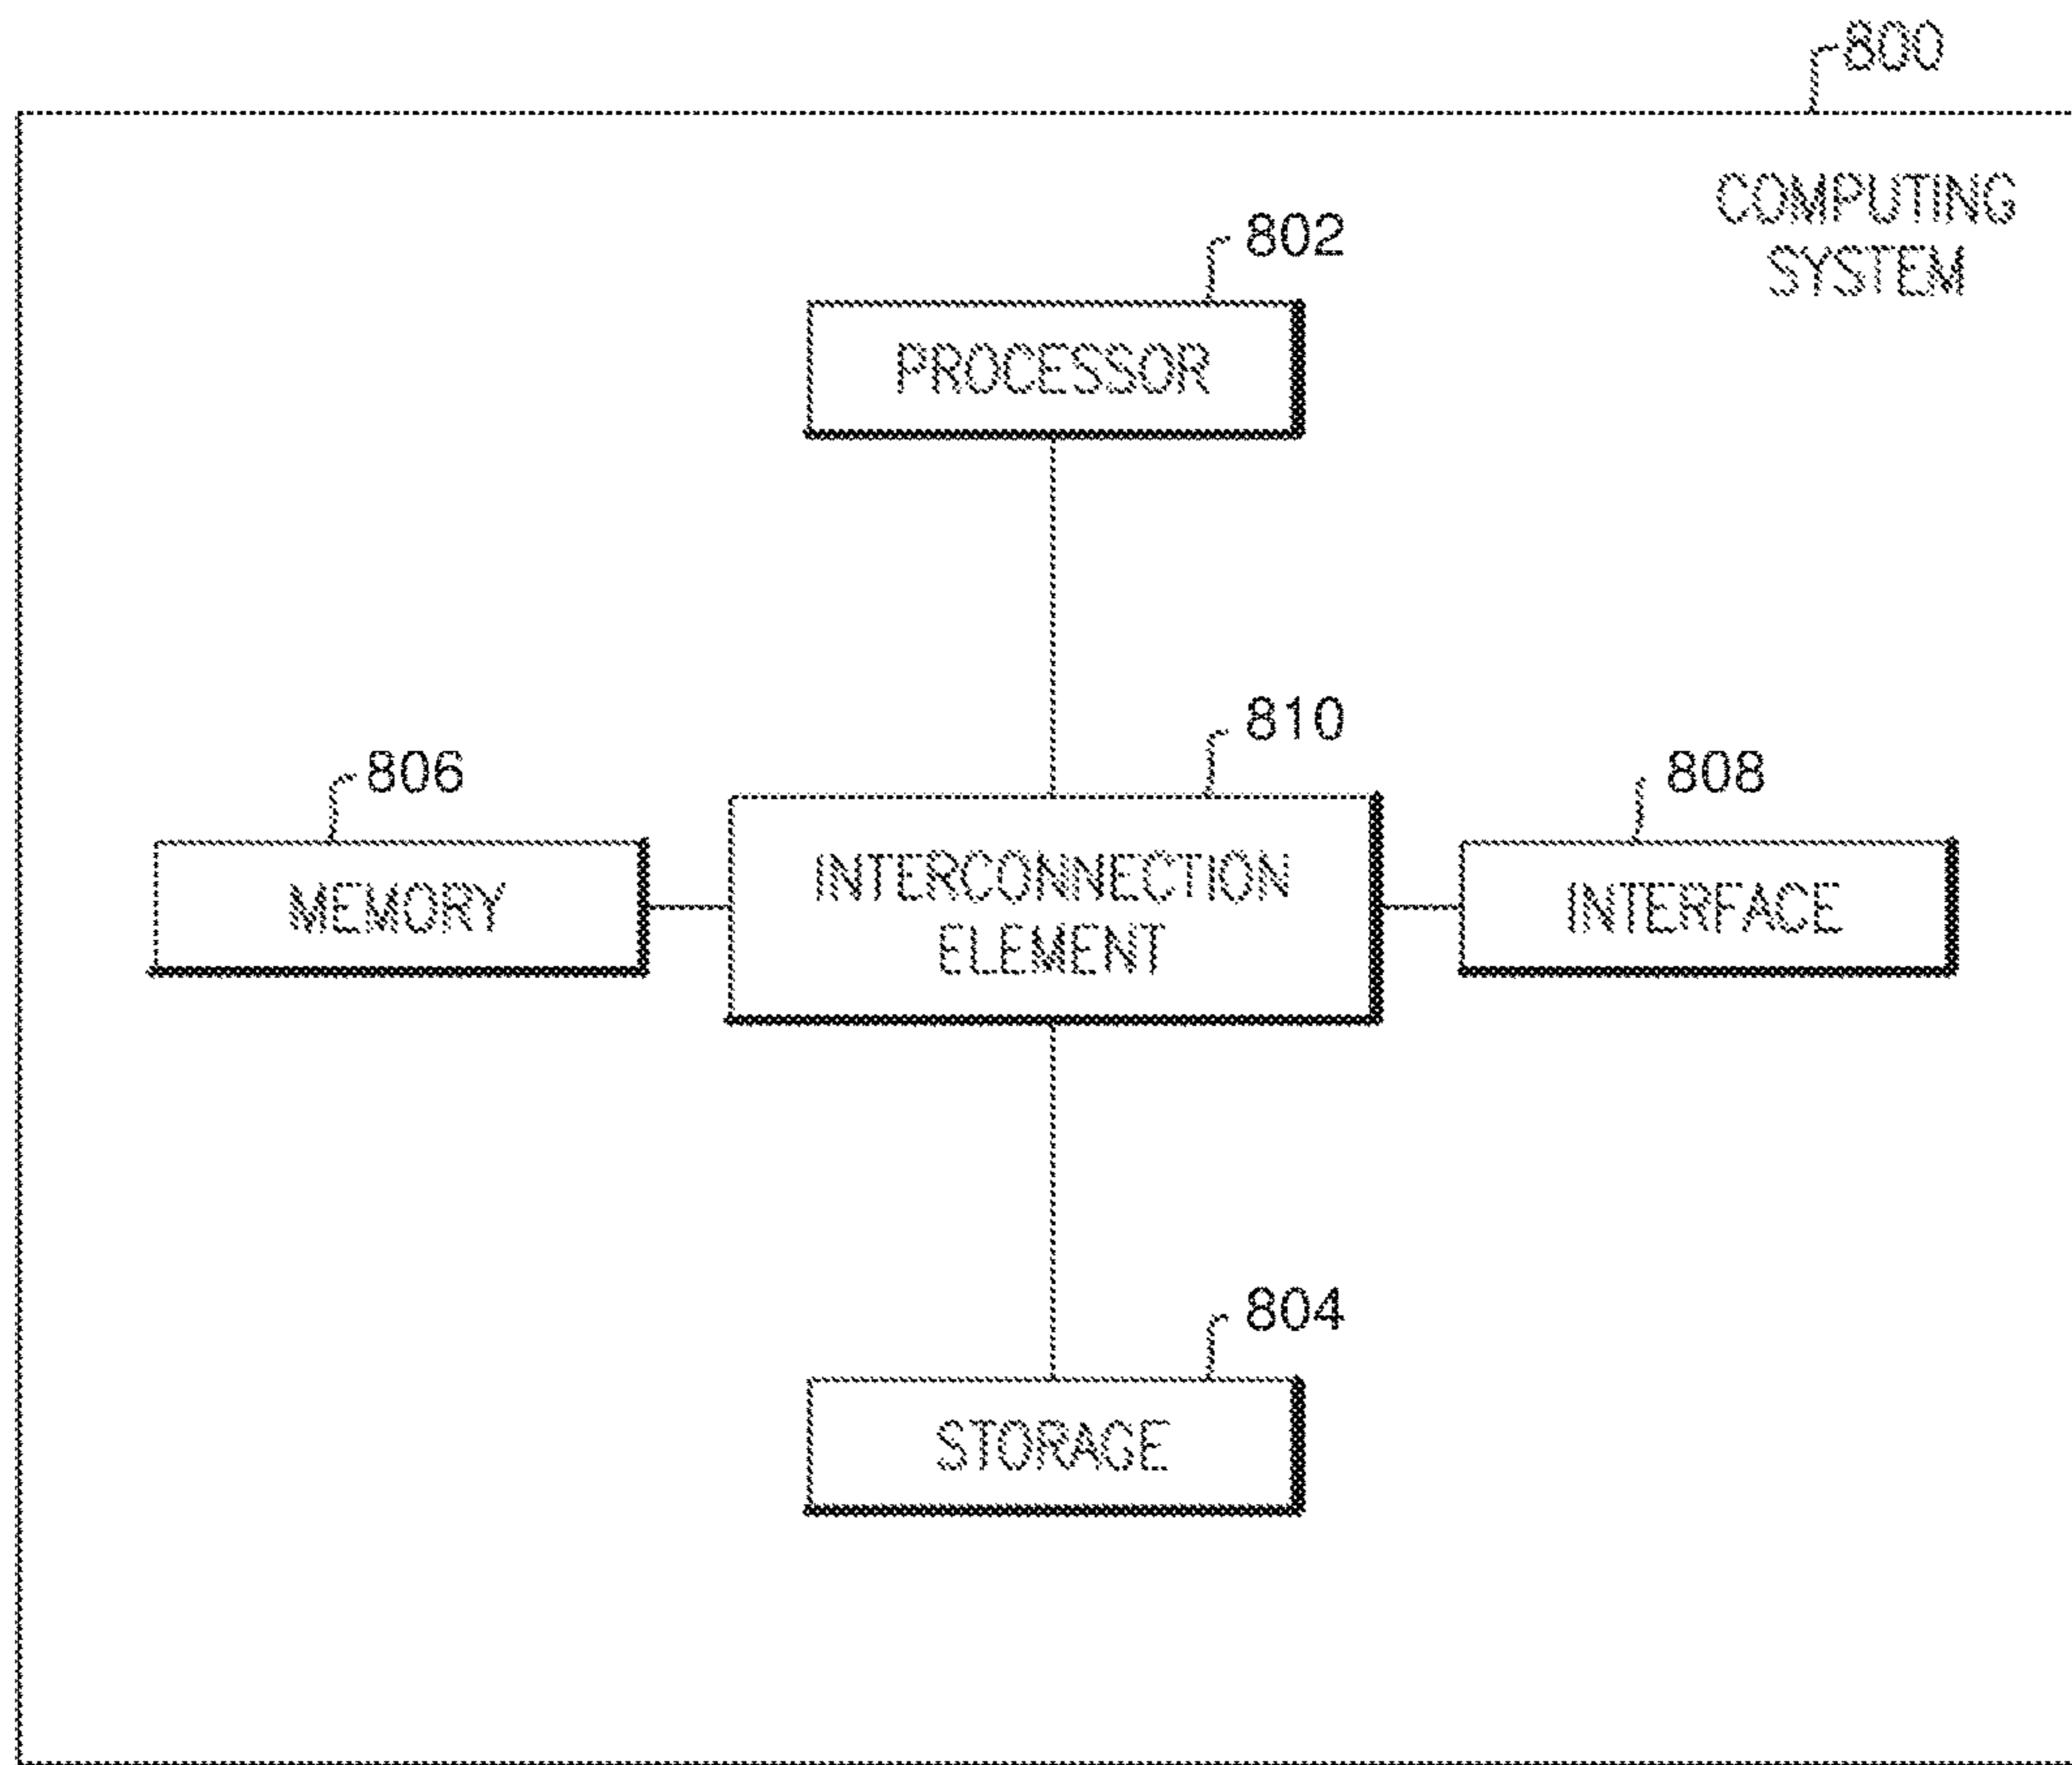 800
COMPUTING
SYSTEM
802
PROCESSOR
810
806
808
INTERCONNECTION
ELEMENT
MEMORY
INTERFACE
804
STORAGE